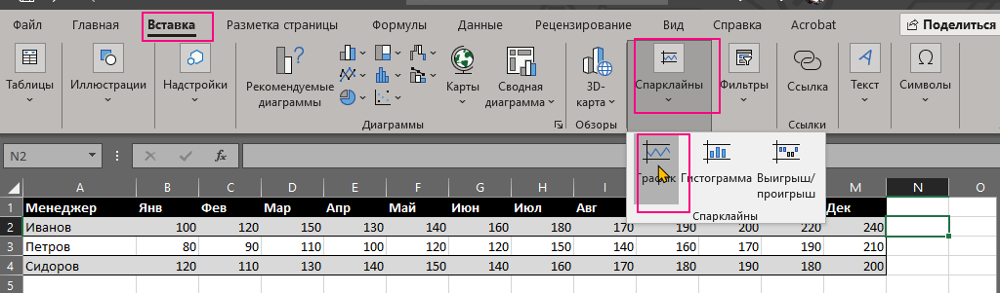 Файл Главная Вставка Разметка страницы Формулы Данные Рецензирование Вид Справка Acrobat Поделиться
Таблицы Иллюстрации Надстройки Рекомендуемые диаграммы Карты Сводная диаграмма 3D-карта Спарклайны Фильтры Ссылка Текст Символы
Диаграммы Обзоры Ссылки
График Гистограмма Выигрыш/проигрыш
Спарклайны
N2 fx
A B C D E F G H I M N O
1 Менеджер Янв Фев Мар Апр Май Июн Июл Авг Дек
2 Иванов 100 120 150 130 140 160 180 170 190 200 220 240
3 Петров 80 90 110 100 120 120 150 140 160 170 190 210
4 Сидоров 120 110 130 140 150 140 160 170 180 190 180 200
5